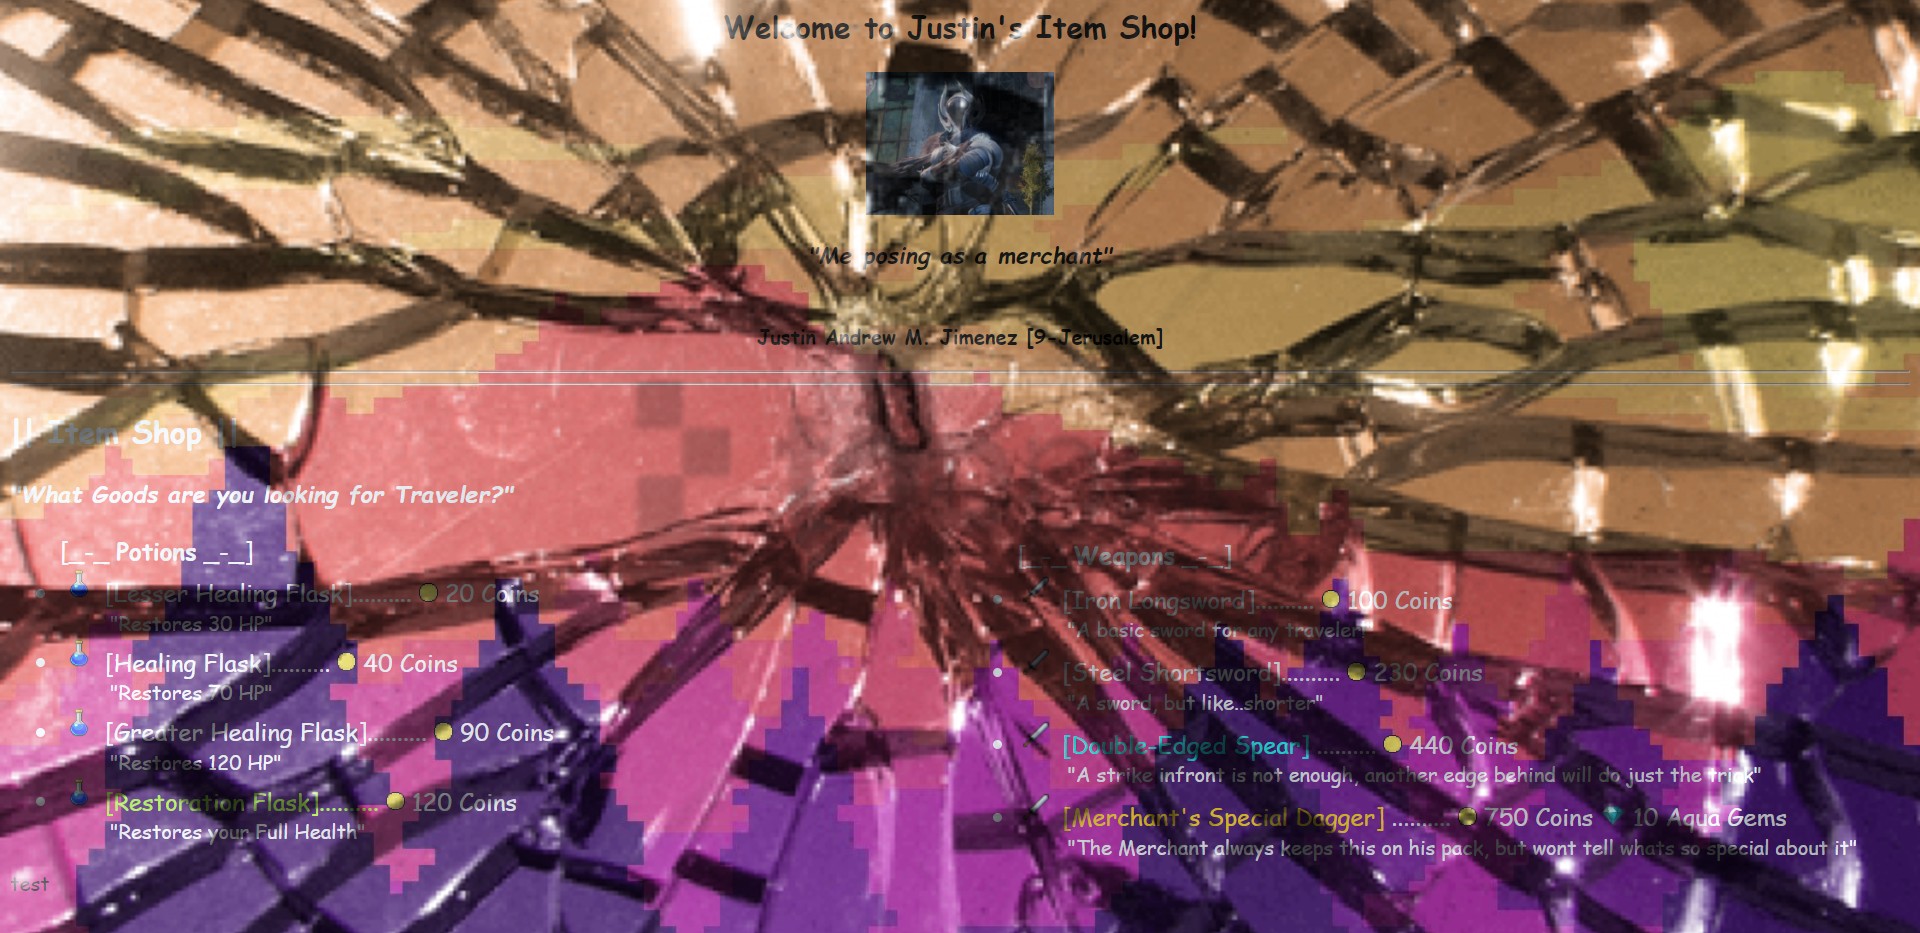 Welcome to Justin's Item Shop!
"Me posing as a merchant"
Justin Andrew M. Jimenez [9-Jerusalem]
|| Item Shop ||
"What Goods are you looking for Traveler?"
[_-_ Potions _-_]
[Lesser Healing Flask].......... 20 Coins
"Restores 30 HP"
[Healing Flask].......... 40 Coins
"Restores 70 HP"
[Greater Healing Flask].......... 90 Coins
"Restores 120 HP"
[Restoration Flask].......... 120 Coins
"Restores your Full Health"
[_-_ Weapons _-_]
[Iron Longsword].......... 100 Coins
"A basic sword for any traveler"
[Steel Shortsword].......... 230 Coins
"A sword, but like..shorter"
[Double-Edged Spear] .......... 440 Coins
"A strike infront is not enough, another edge behind will do just the trick"
[Merchant's Special Dagger] .......... 750 Coins 10 Aqua Gems
"The Merchant always keeps this on his pack, but wont tell whats so special about it"
test